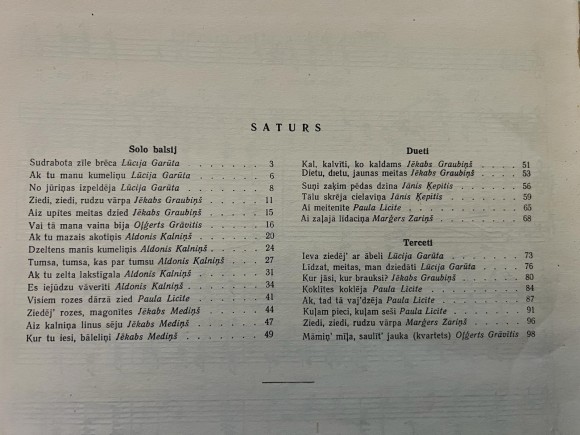 SATURS
Solo balsij
Sudrabota zīle brēca Lūcija Garūta . . . . . . 3
Ak tu manu kumeliņu Lūcija Garūta . . . . . . 6
No jūriņas izpeldēja Lūcija Garūta . . . . . . 8
Ziedi, ziedi, rudzu vārpa Jēkabs Graubiņš . . . . 11
Aiz upītes meitas dzied Jēkabs Graubiņš . . . . 15
Vai tā mana vaina bija Oļģerts Grāvītis . . . . 16
Ak tu mazais akotiņis Aldonis Kalniņš . . . . . 20
Dzeltens manis kumeliņis Aldonis Kalniņš . . . . 24
Tumsa, tumsa, kas par tumsu Aldonis Kalniņš . . . 27
Ak tu zelta lakstīgala Aldonis Kalniņš . . . . . 31
Es iejūdzu vāverīti Aldonis Kalniņš . . . . . . 34
Visiem rozes dārzā zied Paula Licīte . . . . . 41
Ziedēj' rozes, magonītes Jēkabs Mediņš . . . . 44
Aiz kalniņa linus sēju Jēkabs Mediņš . . . . . 47
Kur tu iesi, bāleliņi Jēkabs Mediņš . . . . . . 49
Dueti
Kal, kalvīti, ko kaldams Jēkabs Graubiņš . . . . 51
Dietu, dietu, jaunas meitas Jēkabs Graubiņš . . . 53
Suņi zaķim pēdas dzina Jānis Ķepītis . . . . . 56
Tālu skrēja cielaviņa Jānis Ķepītis . . . . . . 59
Ai meitenīte Paula Licīte . . . . . . . . . 65
Ai zaļajā līdaciņa Marģers Zariņš . . . . . . 68
Terceti
Ieva ziedēj' ar ābeli Lūcija Garūta . . . . . . 73
Līdzat, meitas, man dziedāti Lūcija Garūta . . . . 76
Kur jāsi, kur brauksi? Jēkabs Graubiņš . . . . . 80
Koklītes koklēja Paula Licīte . . . . . . . . 84
Ak, tad tā vaj'dzēja Paula Licīte . . . . . . 87
Kuļam pieci, kuļam seši Paula Licīte . . . . . 91
Ziedi, ziedi, rudzu vārpa Marģers Zariņš . . . . 96
Māmiņ' mīļa, saulīt' jauka (kvartets) Oļģerts Grāvītis 98